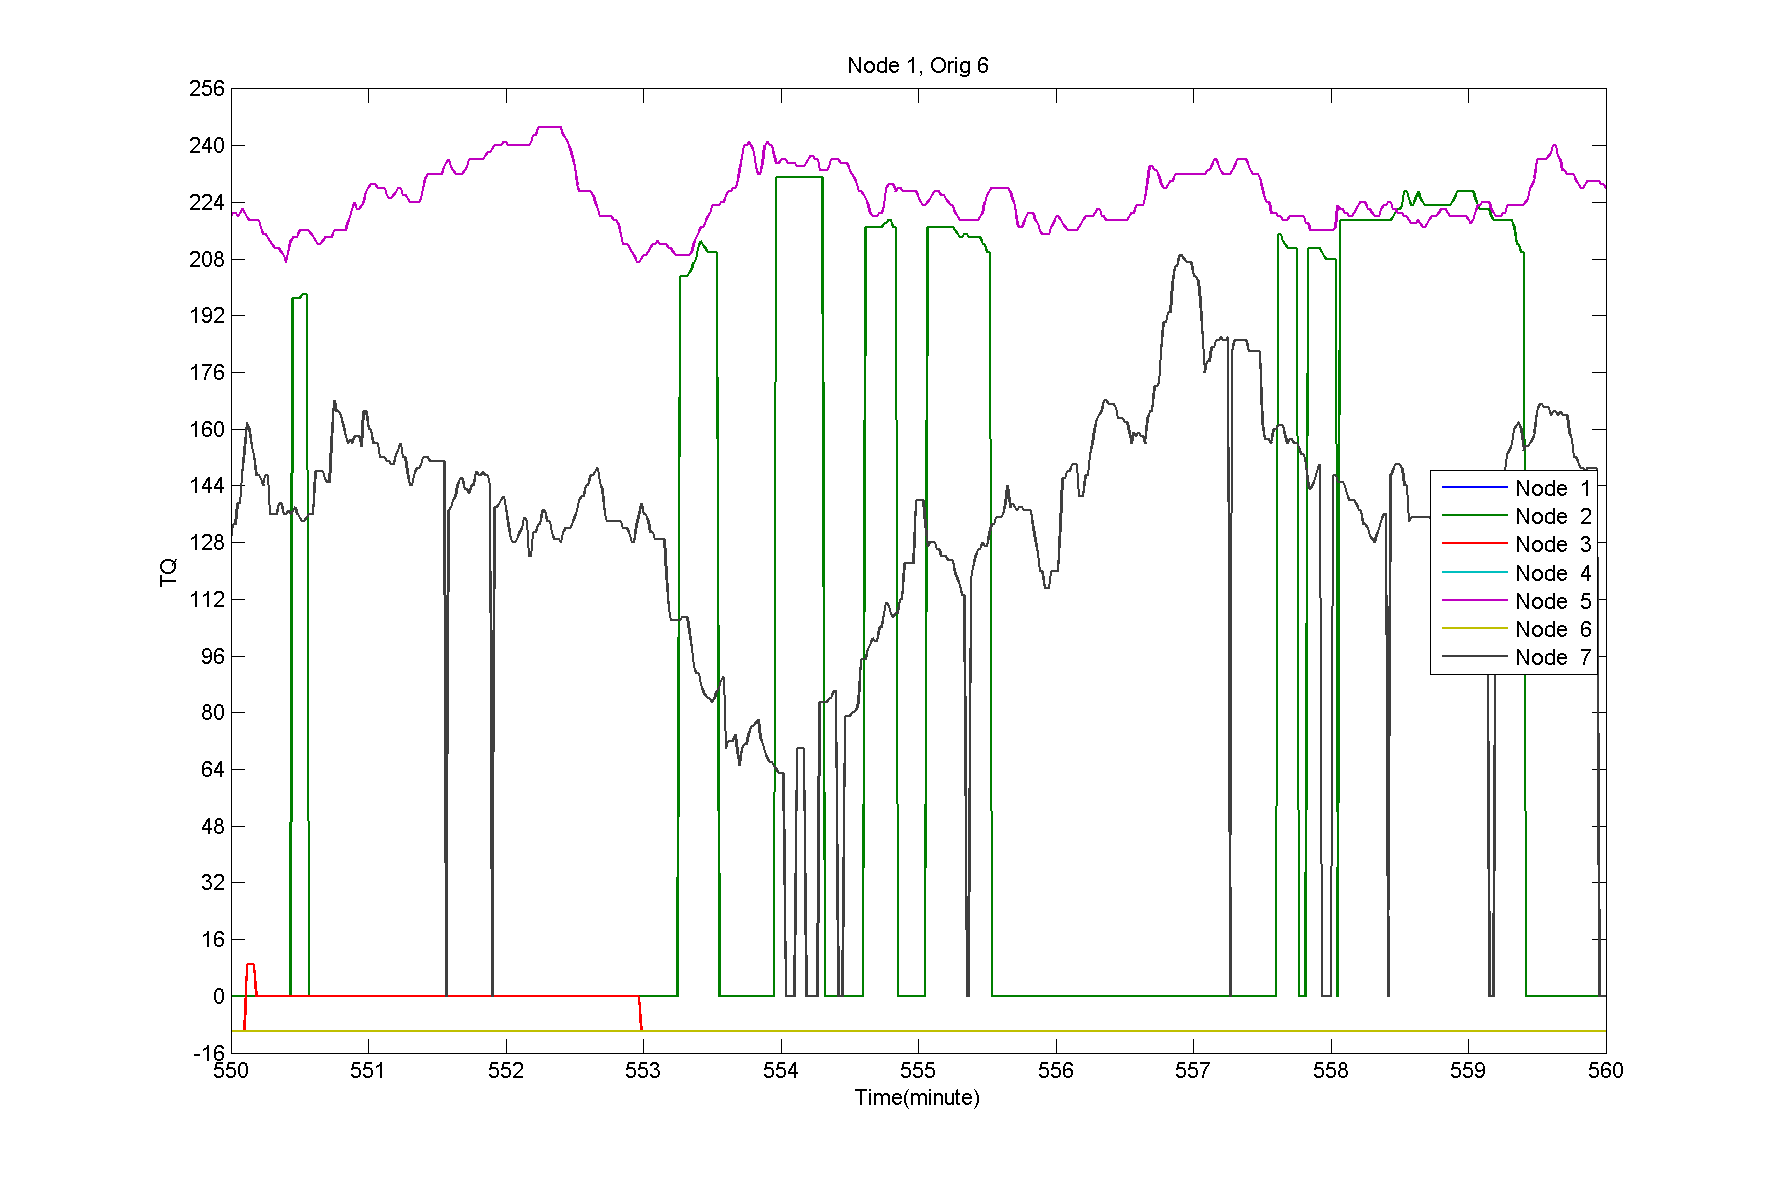 Node 1, Orig 6
256
240
224
208
192
176
160
144
128
112
96
80
64
48
32
16
0
-16
TQ
Node 1
Node 2
Node 3
Node 4
Node 5
Node 6
Node 7
550 551 552 553 554 555 556 557 558 559 560
Time(minute)